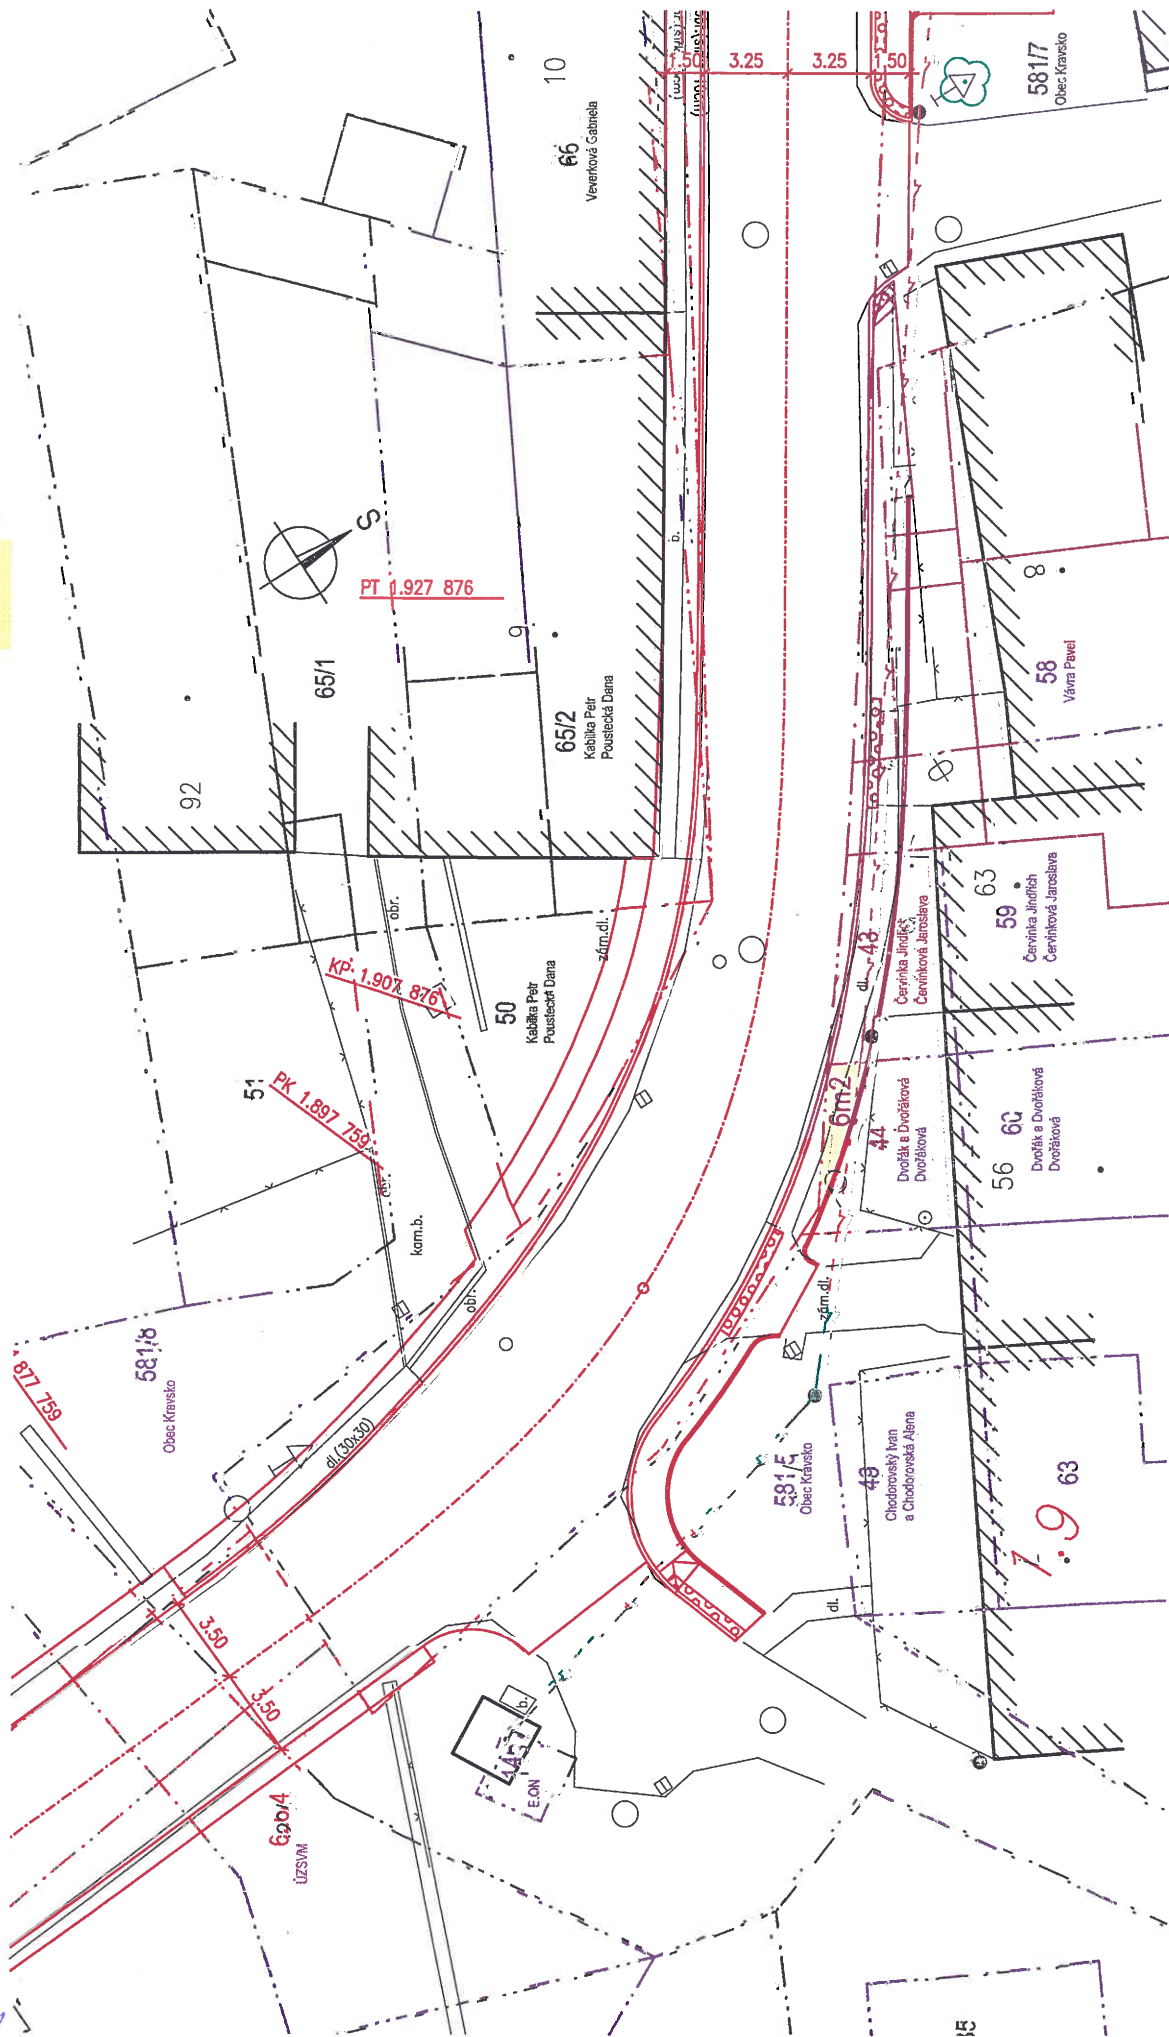 1.50
3.25
3.25
1.50
581/7
Obec Kravsko
10
66
Veverková Gabriela
S
PT 1.927 876
9
65/1
65/2
Kabilka Petr
Poustecká Dana
92
8
58
Vávra Pavel
obr.
zám.dl.
KP 1.907 876
50
Kabilka Petr
Poustecká Dana
51
PK 1.897 759
obr.
kom.b.
obr.
dl.
43
Červinka Jindřich
Červinková Jaroslava
63
59
Červinka Jindřich
Červinková Jaroslava
6m2
44
Dvořák a Dvořáková
Dvořáková
56
60
Dvořák a Dvořáková
Dvořáková
zám.dl.
581/8
Obec Kravsko
877 759
dl.(30x30)
Obec Kravsko
Chodorovský Ivan
a Chodorovská Alena
63
dl.
3.50
3.50
b.
E.ON
ÚZSVM